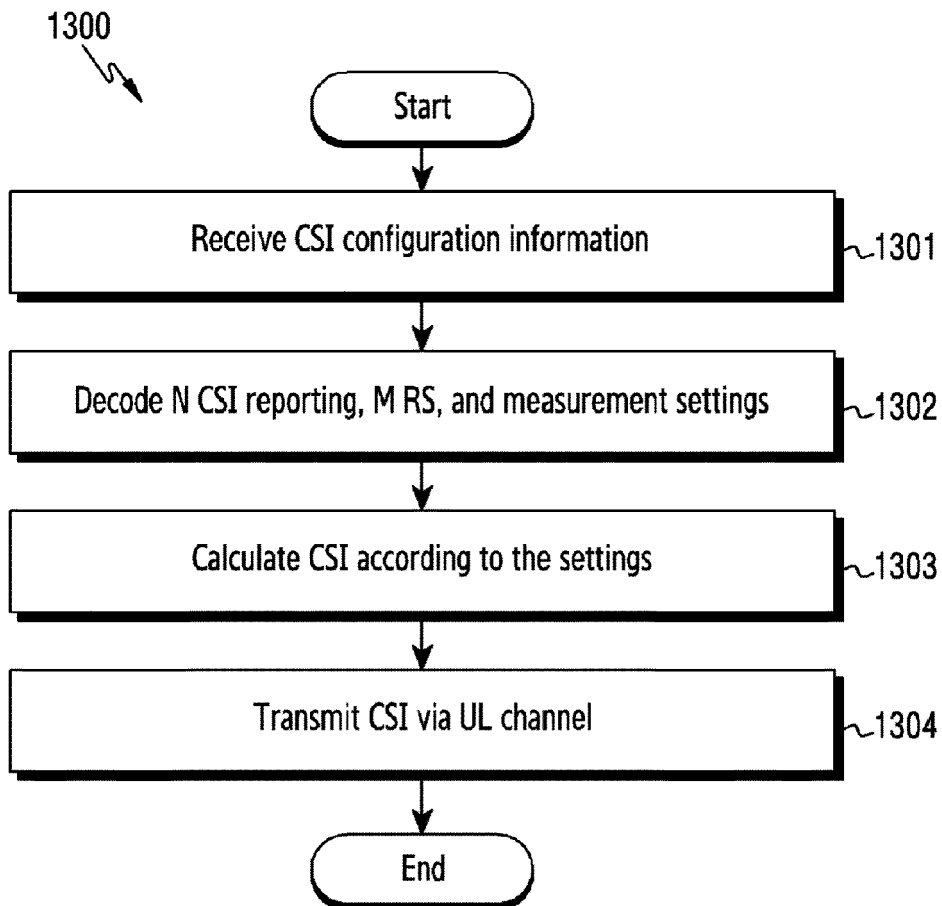 1300
Start
Receive CSI configuration information
1301
Decode N CSI reporting, M RS, and measurement settings
1302
Calculate CSI according to the settings
1303
Transmit CSI via UL channel
1304
End